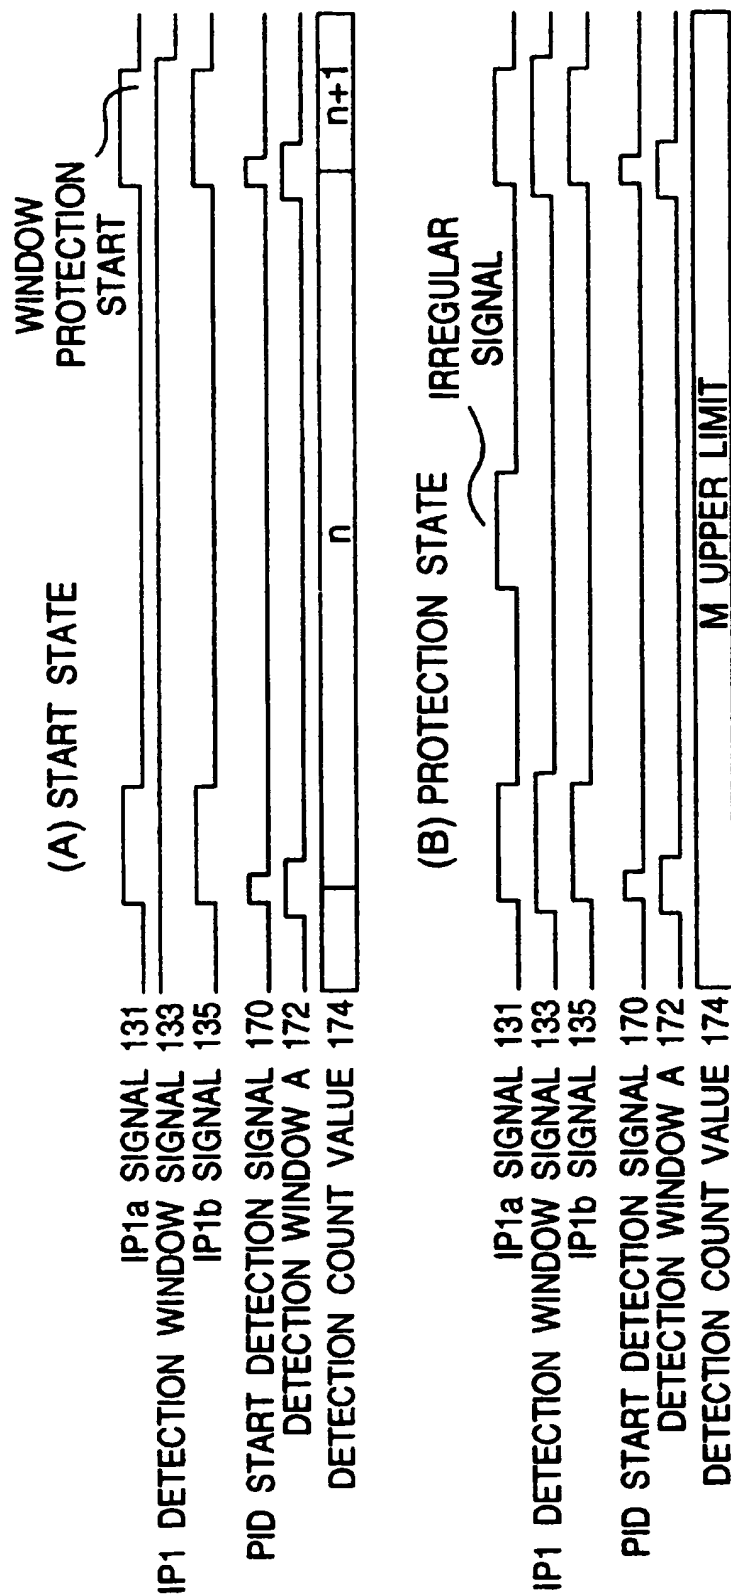 (A) START STATE
WINDOW
PROTECTION
START
IP1a SIGNAL 131
IP1 DETECTION WINDOW SIGNAL 133
IP1b SIGNAL 135
PID START DETECTION SIGNAL 170
DETECTION WINDOW A 172
DETECTION COUNT VALUE 174
n
n+1
(B) PROTECTION STATE
IRREGULAR
SIGNAL
IP1a SIGNAL 131
IP1 DETECTION WINDOW SIGNAL 133
IP1b SIGNAL 135
PID START DETECTION SIGNAL 170
DETECTION WINDOW A 172
DETECTION COUNT VALUE 174
M UPPER LIMIT